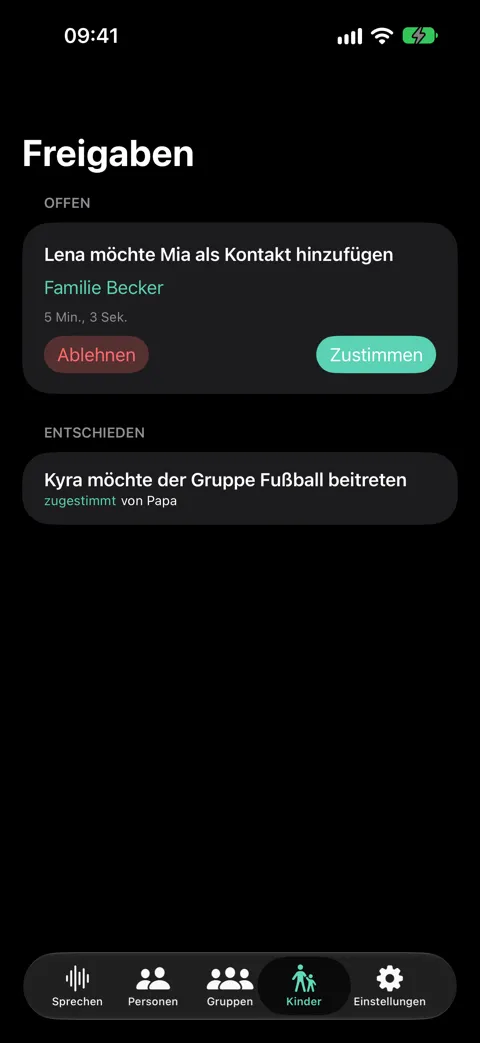 09:41
Freigaben
OFFEN
Lena möchte Mia als Kontakt hinzufügen
Familie Becker
5 Min., 3 Sek.
Ablehnen
Zustimmen
ENTSCHIEDEN
Kyra möchte der Gruppe Fußball beitreten
zugestimmt von Papa
Sprechen
Personen
Gruppen
Kinder
Einstellungen